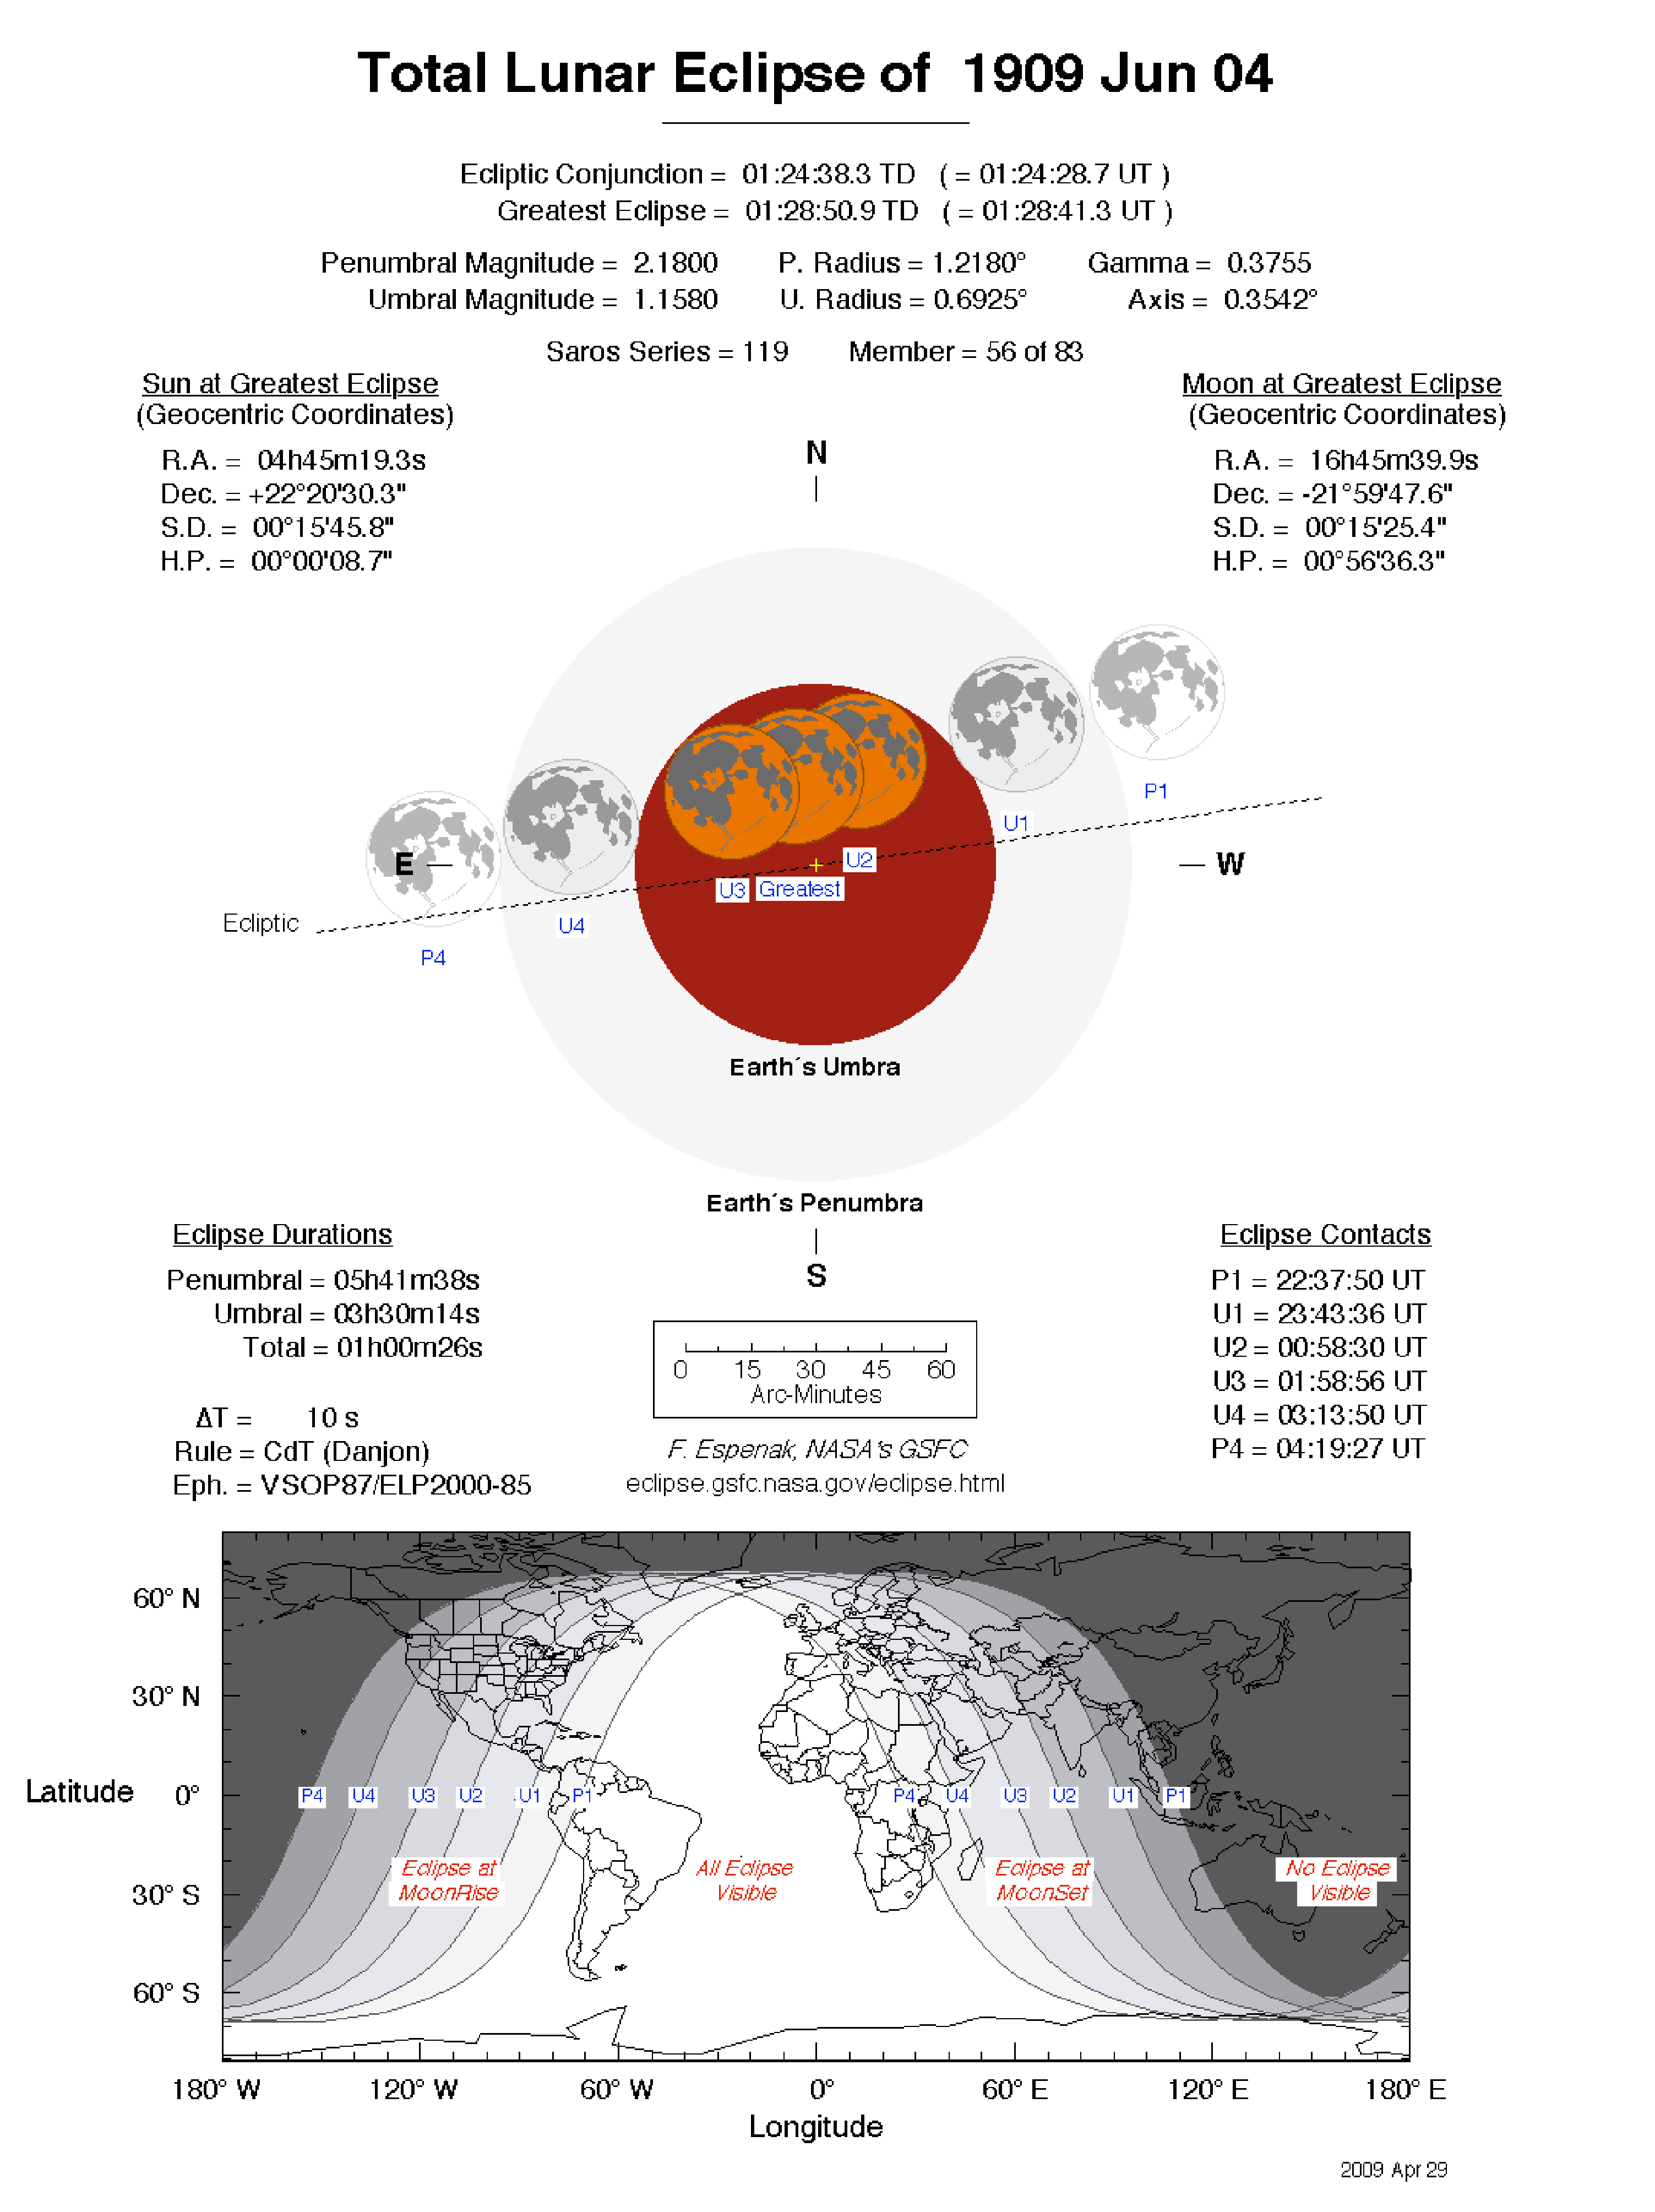 Total Lunar Eclipse of 1909 Jun 04
Ecliptic Conjunction = 01:24:38.3 TD ( = 01:24:28.7 UT )
Greatest Eclipse = 01:28:50.9 TD ( = 01:28:41.3 UT )
Penumbral Magnitude = 2.1800 P. Radius = 1.2180° Gamma = 0.3755
Umbral Magnitude = 1.1580 U. Radius = 0.6925° Axis = 0.3542°
Saros Series = 119 Member = 56 of 83
Sun at Greatest Eclipse
(Geocentric Coordinates)
R.A. = 04h45m19.3s
Dec. = +22°20'30.3"
S.D. = 00°15'45.8"
H.P. = 00°00'08.7"
Moon at Greatest Eclipse
(Geocentric Coordinates)
R.A. = 16h45m39.9s
Dec. = -21°59'47.6"
S.D. = 00°15'25.4"
H.P. = 00°56'36.3"
N
P1
U1
E
W
U2
U3 Greatest
Ecliptic
U4
P4
Earth´s Umbra
Earth´s Penumbra
S
Eclipse Durations
Penumbral = 05h41m38s
Umbral = 03h30m14s
Total = 01h00m26s
ΔT = 10 s
Rule = CdT (Danjon)
Eph. = VSOP87/ELP2000-85
0 15 30 45 60
Arc-Minutes
F. Espenak, NASA's GSFC
eclipse.gsfc.nasa.gov/eclipse.html
Eclipse Contacts
P1 = 22:37:50 UT
U1 = 23:43:36 UT
U2 = 00:58:30 UT
U3 = 01:58:56 UT
U4 = 03:13:50 UT
P4 = 04:19:27 UT
60° N
30° N
Latitude 0°
30° S
60° S
P4 U4 U3 U2 U1 P1 P4 U4 U3 U2 U1 P1
Eclipse at
MoonRise
All Eclipse
Visible
Eclipse at
MoonSet
No Eclipse
Visible
180° W 120° W 60° W 0° 60° E 120° E 180° E
Longitude
2009 Apr 29